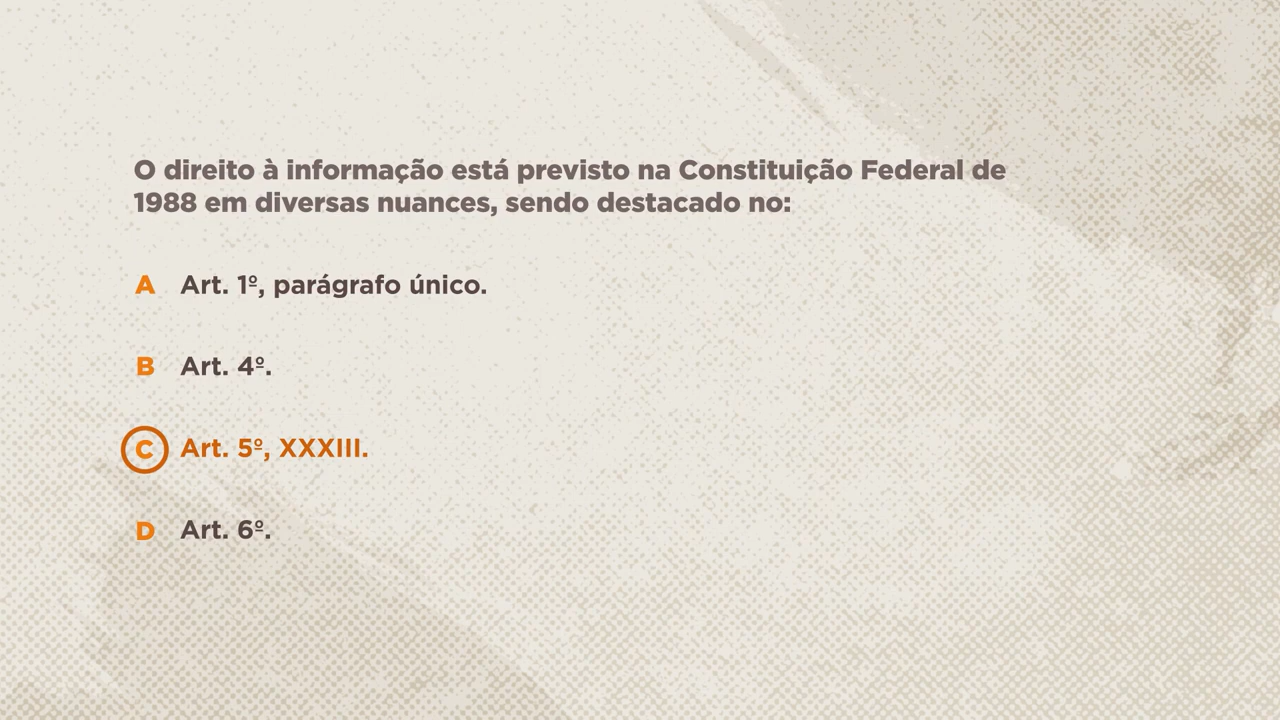 O direito à informação está previsto na Constituição Federal de
1988 em diversas nuances, sendo destacado no:
A Art. 1º, parágrafo único.
B Art. 4º.
C Art. 5º, XXXIII.
D Art. 6º.